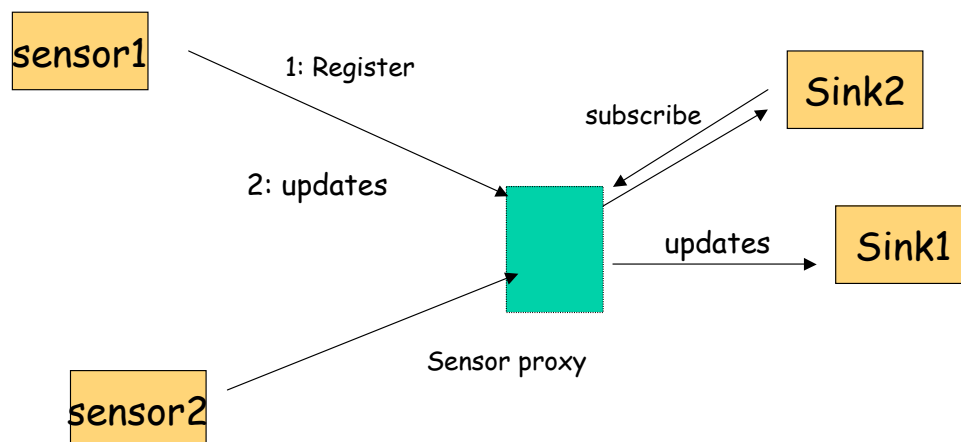 sensor1
1: Register
Sink2
subscribe
2: updates
updates
Sink1
Sensor proxy
sensor2